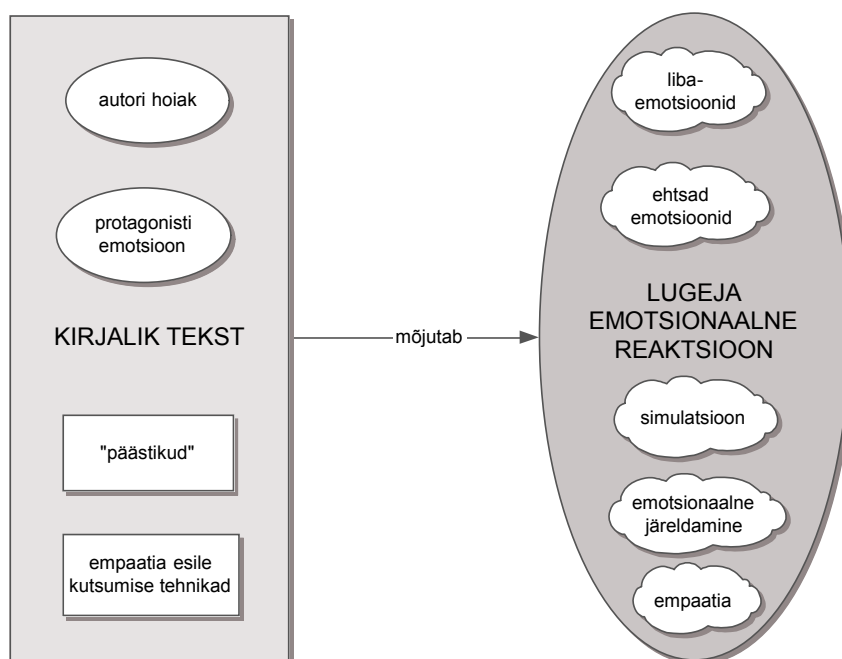 autori hoiak
protagonisti
emotsioon
KIRJALIK TEKST
"päästikud"
empaatia esile
kutsumise tehnikad
mõjutab
liba-
emotsioonid
ehtsad
emotsioonid
LUGEJA
EMOTSIONAALNE
REAKTSIOON
simulatsioon
emotsionaalne
järeldamine
empaatia